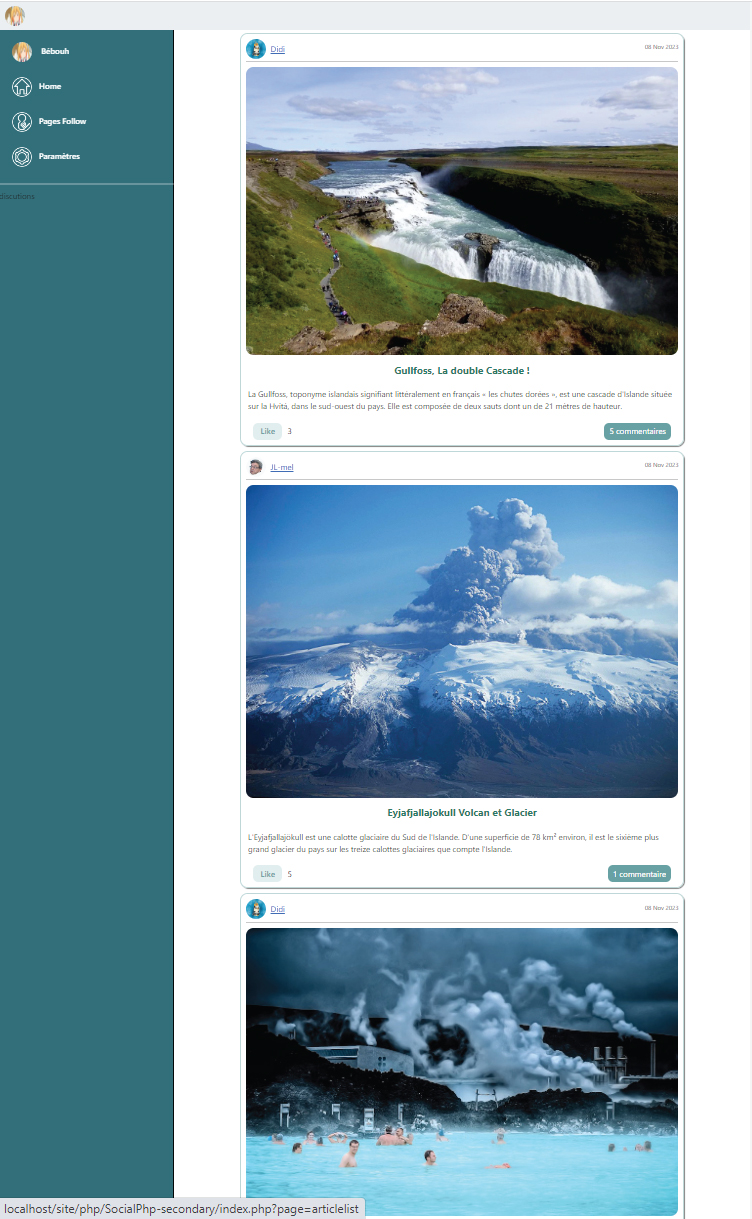 Bébouh
Home
Pages Follow
Paramètres
discutions
Didi
08 Nov 2023
Gullfoss, La double Cascade !
La Gullfoss, toponyme islandais signifiant littéralement en français « les chutes dorées », est une cascade d'Islande située
sur la Hvítá, dans le sud-ouest du pays. Elle est composée de deux sauts dont un de 21 mètres de hauteur.
Like 3
5 commentaires
JL-mel
08 Nov 2023
Eyjafjallajokull Volcan et Glacier
L'Eyjafjallajökull est une calotte glaciaire du Sud de l'Islande. D'une superficie de 78 km² environ, il est le sixième plus
grand glacier du pays sur les treize calottes glaciaires que compte l'Islande.
Like 5
1 commentaire
Didi
08 Nov 2023
localhost/site/php/SocialPhp-secondary/index.php?page=articlelist